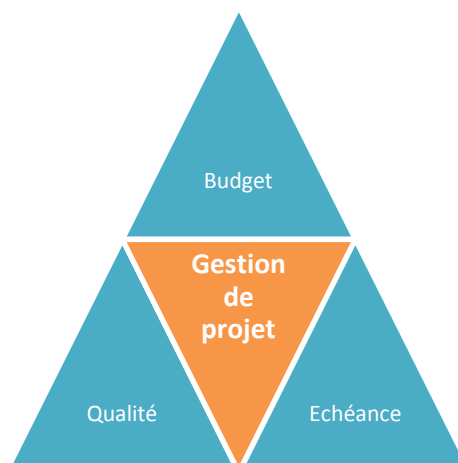 Budget
Gestion
de
projet
Qualité
Echéance